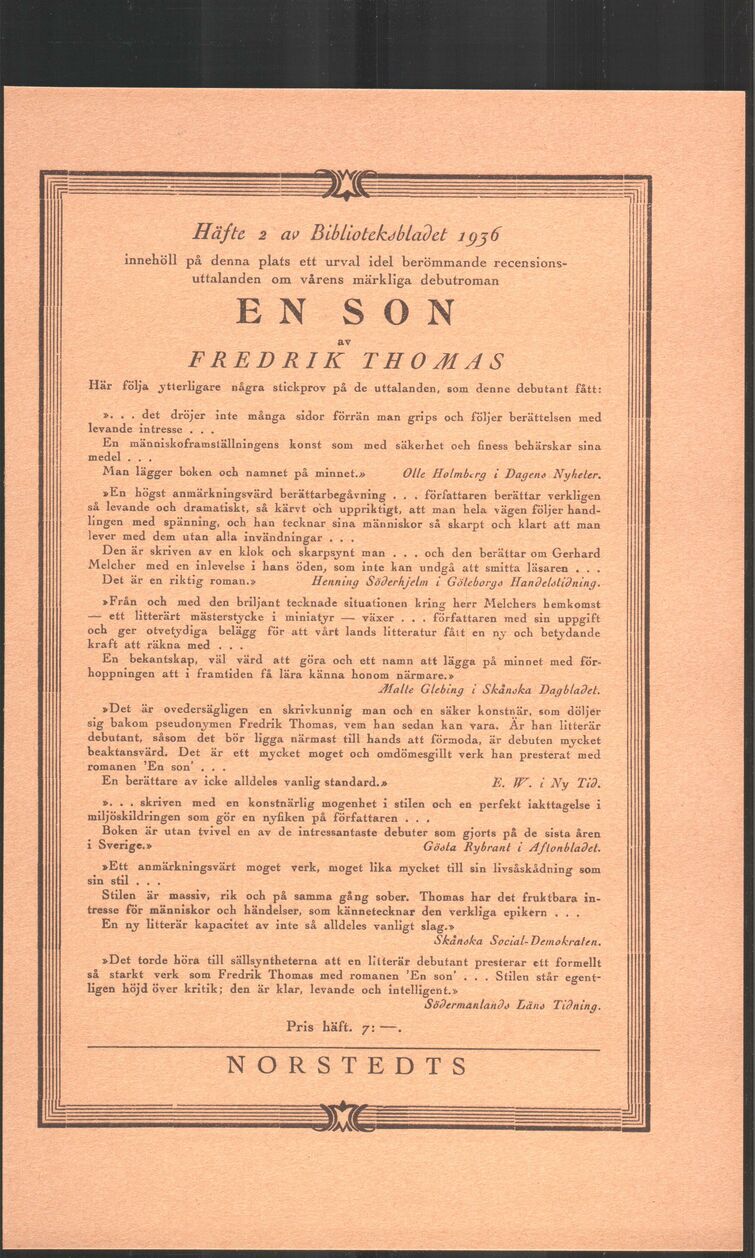 Häfte 2 av Biblioteksbladet 1936
innehöll på denna plats ett urval idel berömmande recensions-
uttalanden om vårens märkliga debutroman
EN SON
av
FREDRIK THOMAS
Här följa ytterligare några stickprov på de uttalanden, som denne debutant fått:
». . . det dröjer inte många sidor förrän man grips och följer berättelsen med
levande intresse . . .
En människoframställningens konst som med säkerhet och finess behärskar sina
medel . . .
Man lägger boken och namnet på minnet.» Olle Holmberg i Dagens Nyheter.
»En högst anmärkningsvärd berättarbegåvning . . . författaren berättar verkligen
så levande och dramatiskt, så kärvt och uppriktigt, att man hela vägen följer hand-
lingen med spänning, och han tecknar sina människor så skarpt och klart att man
lever med dem utan alla invändningar . . .
Den är skriven av en klok och skarpsynt man . . . och den berättar om Gerhard
Melcher med en inlevelse i hans öden, som inte kan undgå att smitta läsaren . . .
Det är en riktig roman.» Henning Söderhjelm i Göteborgs Handelstidning.
»Från och med den briljant tecknade situationen kring herr Melchers hemkomst
— ett litterärt mästerstycke i miniatyr — växer . . . författaren med sin uppgift
och ger otvetydiga belägg för att vårt lands litteratur fått en ny och betydande
kraft att räkna med . . .
En bekantskap, väl värd att göra och ett namn att lägga på minnet med för-
hoppningen att i framtiden få lära känna honom närmare.»
Malte Glebing i Skånska Dagbladet.
»Det är ovedersägligen en skrivkunnig man och en säker konstnär, som döljer
sig bakom pseudonymen Fredrik Thomas, vem han sedan kan vara. Är han litterär
debutant, såsom det bör ligga närmast till hands att förmoda, är debuten mycket
beaktansvärd. Det är ett mycket moget och omdömesgillt verk han presterat med
romanen 'En son' . . .
En berättare av icke alldeles vanlig standard.» E. W. i Ny Tid.
». . . skriven med en konstnärlig mogenhet i stilen och en perfekt iakttagelse i
miljöskildringen som gör en nyfiken på författaren . . .
Boken är utan tvivel en av de intressantaste debuter som gjorts på de sista åren
i Sverige.» Gösta Rybrant i Aftonbladet.
»Ett anmärkningsvärt moget verk, moget lika mycket till sin livsåskådning som
sin stil . . .
Stilen är massiv, rik och på samma gång sober. Thomas har det fruktbara in-
tresse för människor och händelser, som kännetecknar den verkliga epikern . . .
En ny litterär kapacitet av inte så alldeles vanligt slag.»
Skånska Social-Demokraten.
»Det torde höra till sällsyntheterna att en litterär debutant presterar ett formellt
så starkt verk som Fredrik Thomas med romanen 'En son' . . . Stilen står egent-
ligen höjd över kritik; den är klar, levande och intelligent.»
Södermanlands Läns Tidning.
Pris häft. 7: —.
NORSTEDTS